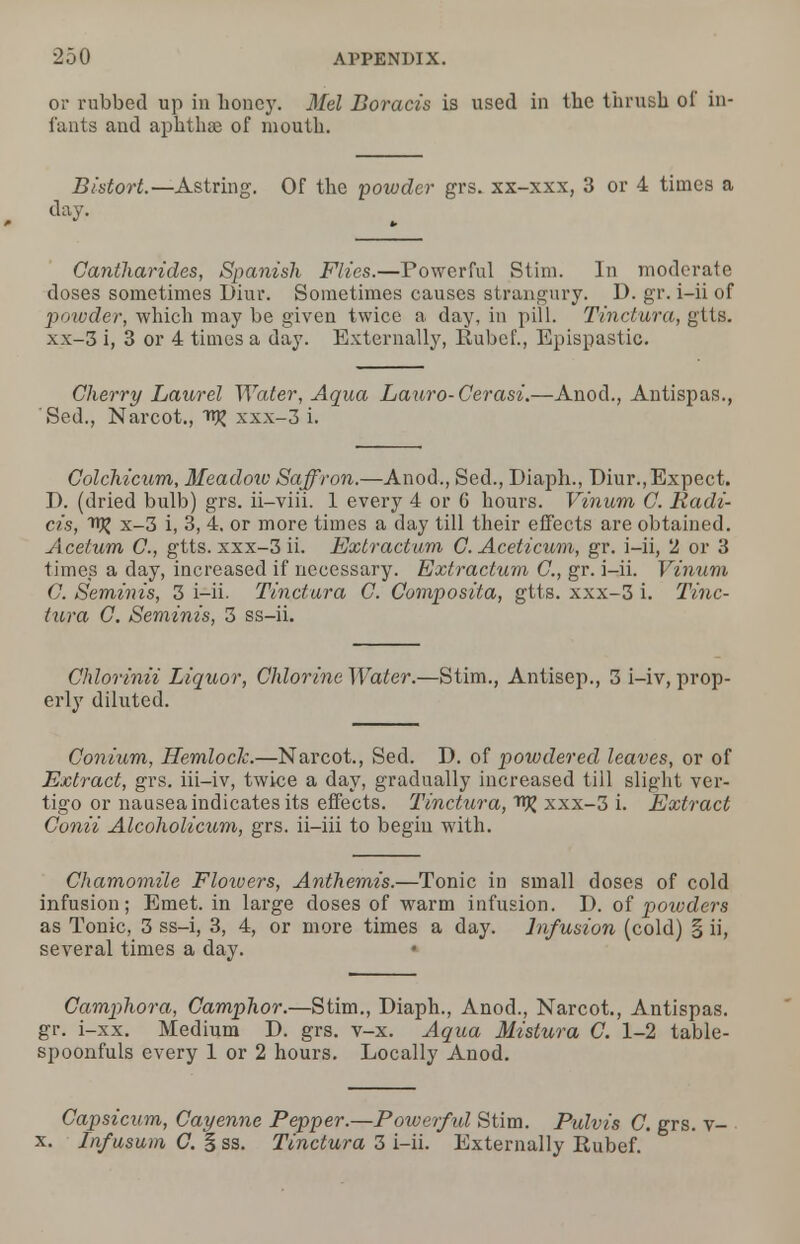 250 APPENDIX.
or rubbed up in honey. Mel Boracis is used in the thrush of in-
fants and aphthæ of mouth.
Bistort.—Astring. Of the powder grs. xx-xxx, 3 or 4 times a
day.
Cantharides, Spanish Flies.—Powerful Stim. In moderate
doses sometimes Diur. Sometimes causes strangury. D. gr. i-ii of
powder, which may be given twice a day, in pill. Tinctura, gtts.
xx-ʒ i, 3 or 4 times a day. Externally, Rubef., Epispastic.
Cherry Laurel Water, Aqua Lauro-Cerasi.—Anod., Antispas.,
Sed., Narcot., ♏ xxx-ʒ i.
Colchicum, Meadow Saffron.—Anod., Sed., Diaph., Diur., Expect.
D. (dried bulb) grs. ii-viii. 1 every 4 or 6 hours. Vinum C. Radi-
cis, ♏ x-ʒ i, 3, 4, or more times a day till their effects are obtained.
Acetum C., gtts. xxx-ʒ ii. Extractum C. Aceticum, gr. i-ii, 2 or 3
times a day, increased if necessary. Extractum C., gr. i-ii. Vinum
C. Seminis, ʒ i-ii. Tinctura C. Composita, gtts. xxx-ʒ i. Tinc-
tura C. Seminis, ʒ ss-ii.
Chlorinii Liquor, Chlorine Water.—Stim., Antisep., ʒ i-iv, prop-
erly diluted.
Conium, Hemlock.—Narcot., Sed. D. of powdered leaves, or of
Extract, grs. iii-iv, twice a day, gradually increased till slight ver-
tigo or nausea indicates its effects. Tinctura, ♏ xxx-ʒ i. Extract
Conii Alcoholicum, grs. ii-iii to begin with.
Chamomile Flowers, Anthemis.—Tonic in small doses of cold
infusion; Emet. in large doses of warm infusion. D. of powders
as Tonic, ʒ ss-i, 3, 4, or more times a day. Infusion (cold) ℥ ii,
several times a day.
Camphora, Camphor.—Stim., Diaph., Anod., Narcot., Antispas.
gr. i-xx. Medium D. grs. v-x. Aqua Mistura C. 1-2 table-
spoonfuls every 1 or 2 hours. Locally Anod.
Capsicum, Cayenne Pepper.—Powerful Stim. Pulvis C. grs. v-
x. Infusum C. ℥ ss. Tinctura ʒ i-ii. Externally Rubef.